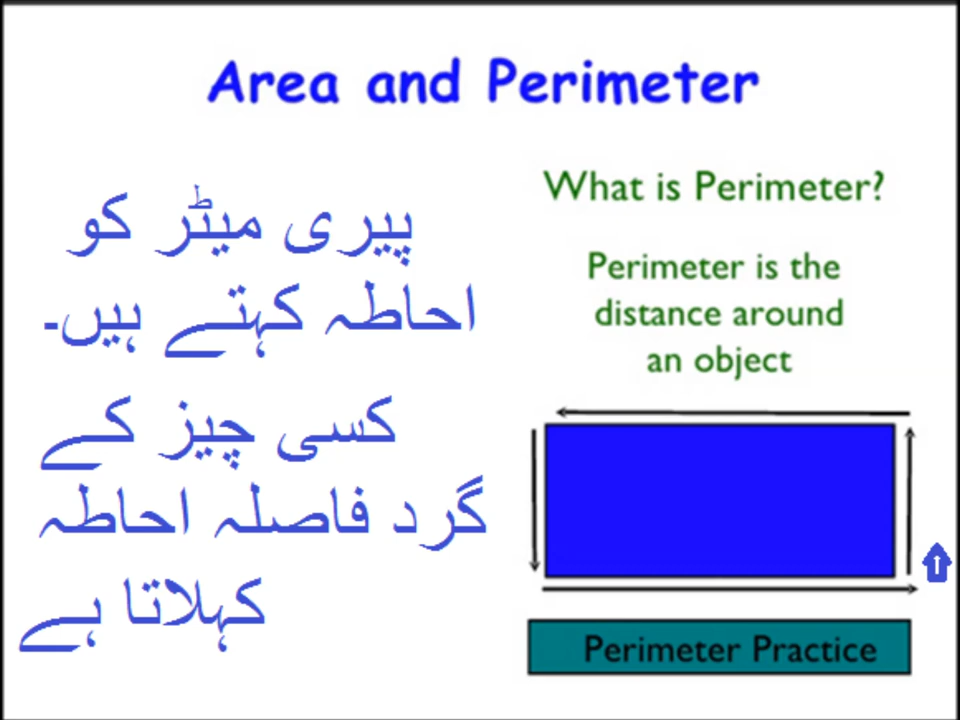 Area and Perimeter
پیری میٹر کو
احاطہ کہتے ہیں۔
کسی چیز کے
گرد فاصلہ احاطہ
کہلاتا ہے
What is Perimeter?
Perimeter is the
distance around
an object
Perimeter Practice